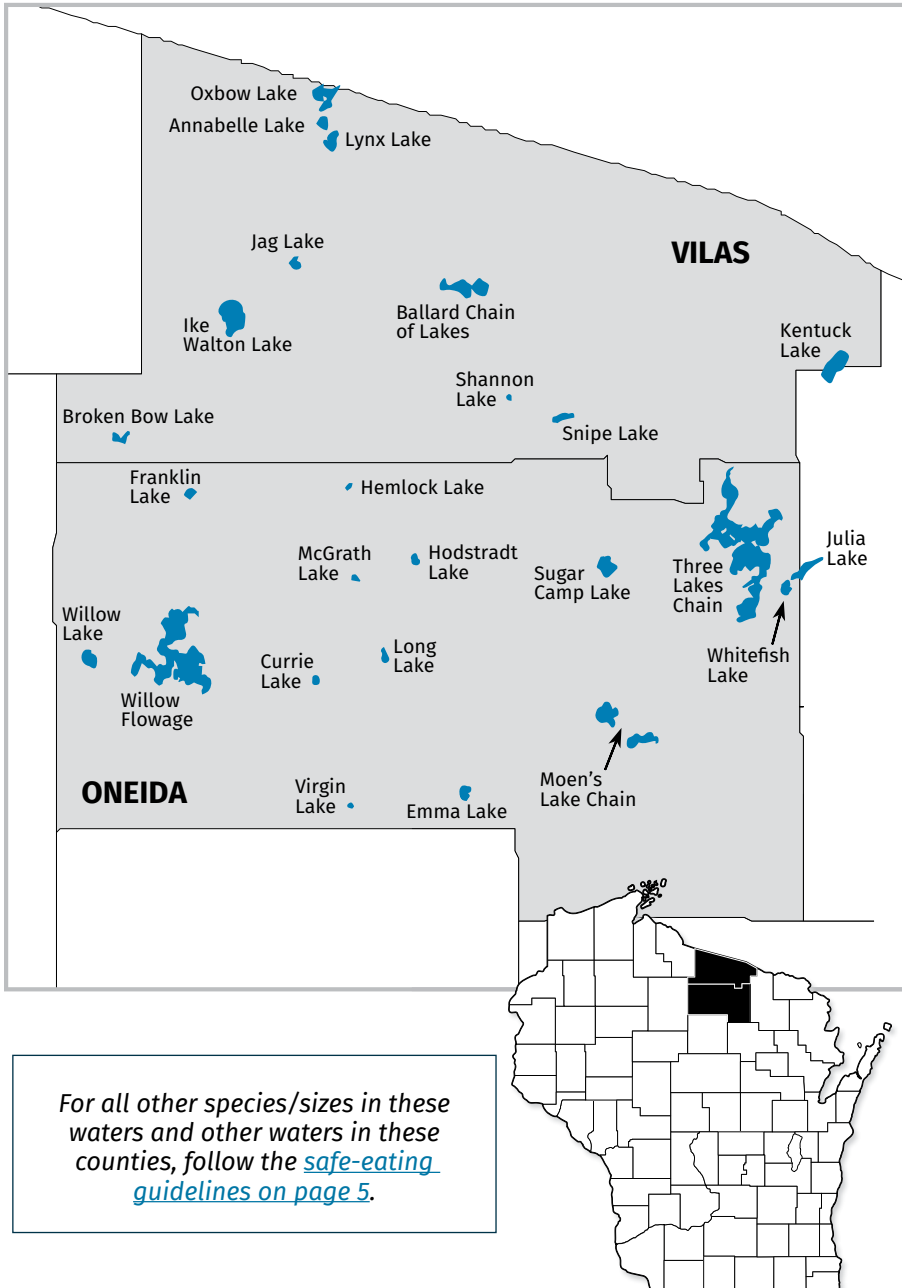 Oxbow Lake
Annabelle Lake
Lynx Lake
Jag Lake
VILAS
Ike
Walton Lake
Ballard Chain
of Lakes
Kentuck
Lake
Shannon
Lake
Broken Bow Lake
Snipe Lake
Franklin
Lake
Hemlock Lake
McGrath
Lake
Hodstradt
Lake
Sugar
Camp Lake
Three
Lakes
Chain
Julia
Lake
Willow
Lake
Willow
Flowage
Currie
Lake
Long
Lake
Whitefish
Lake
ONEIDA
Virgin
Lake
Emma Lake
Moen's
Lake Chain
For all other species/sizes in these
waters and other waters in these
counties, follow the safe-eating
guidelines on page 5.